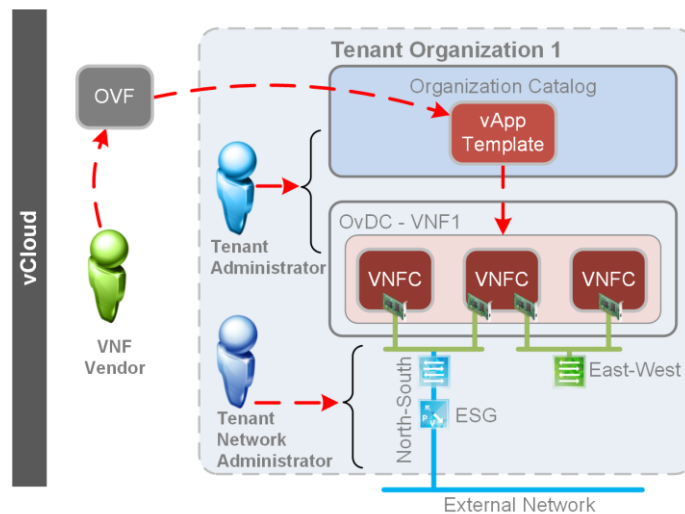 vCloud
OVF
VNF
Vendor
Tenant Organization 1
Organization Catalog
vApp
Template
Tenant
Administrator
OvDC - VNF1
VNFC
VNFC
VNFC
Tenant
Network
Administrator
North-South
East-West
ESG
External Network